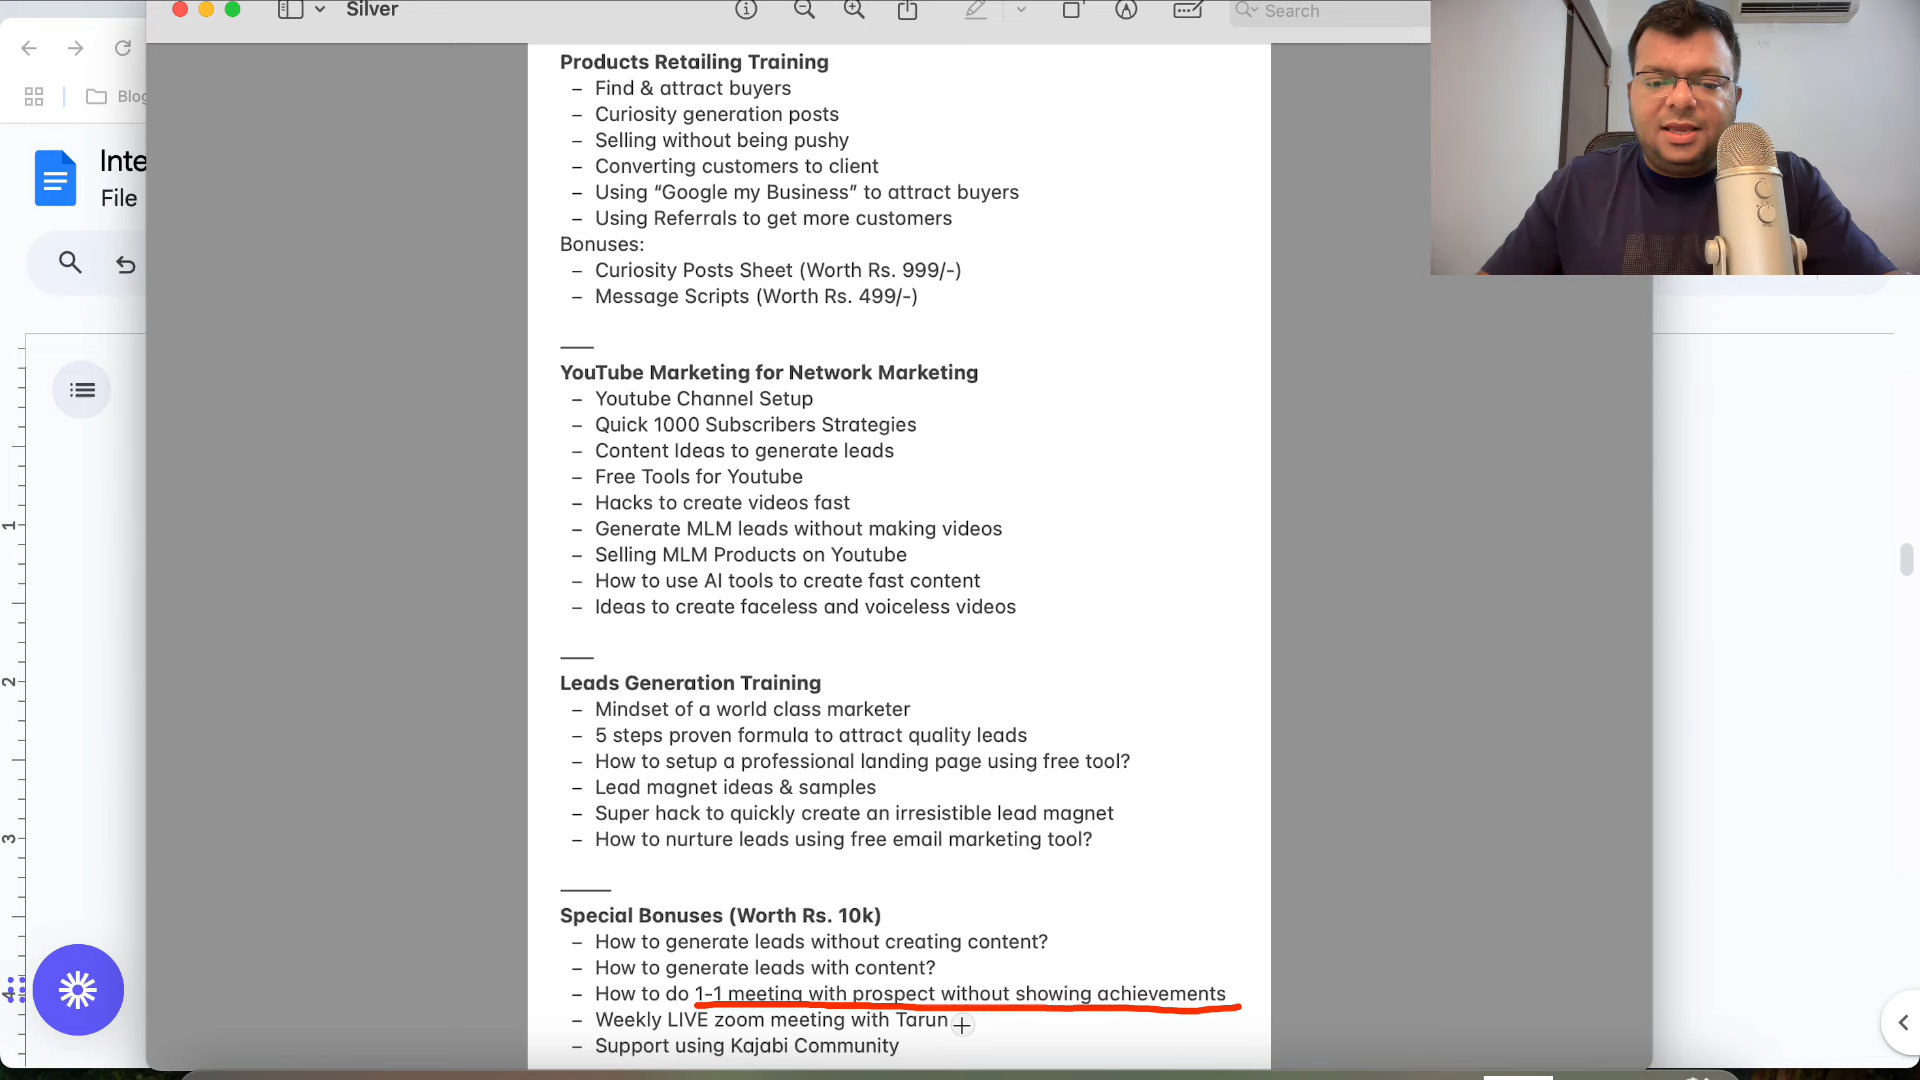 Silver
Search
Blog
Inte
File
Products Retailing Training
– Find & attract buyers
– Curiosity generation posts
– Selling without being pushy
– Converting customers to client
– Using “Google my Business” to attract buyers
– Using Referrals to get more customers
Bonuses:
– Curiosity Posts Sheet (Worth Rs. 999/-)
– Message Scripts (Worth Rs. 499/-)
YouTube Marketing for Network Marketing
– Youtube Channel Setup
– Quick 1000 Subscribers Strategies
– Content Ideas to generate leads
– Free Tools for Youtube
– Hacks to create videos fast
– Generate MLM leads without making videos
– Selling MLM Products on Youtube
– How to use AI tools to create fast content
– Ideas to create faceless and voiceless videos
Leads Generation Training
– Mindset of a world class marketer
– 5 steps proven formula to attract quality leads
– How to setup a professional landing page using free tool?
– Lead magnet ideas & samples
– Super hack to quickly create an irresistible lead magnet
– How to nurture leads using free email marketing tool?
Special Bonuses (Worth Rs. 10k)
– How to generate leads without creating content?
– How to generate leads with content?
– How to do 1-1 meeting with prospect without showing achievements
– Weekly LIVE zoom meeting with Tarun
– Support using Kajabi Community
1
2
3
4